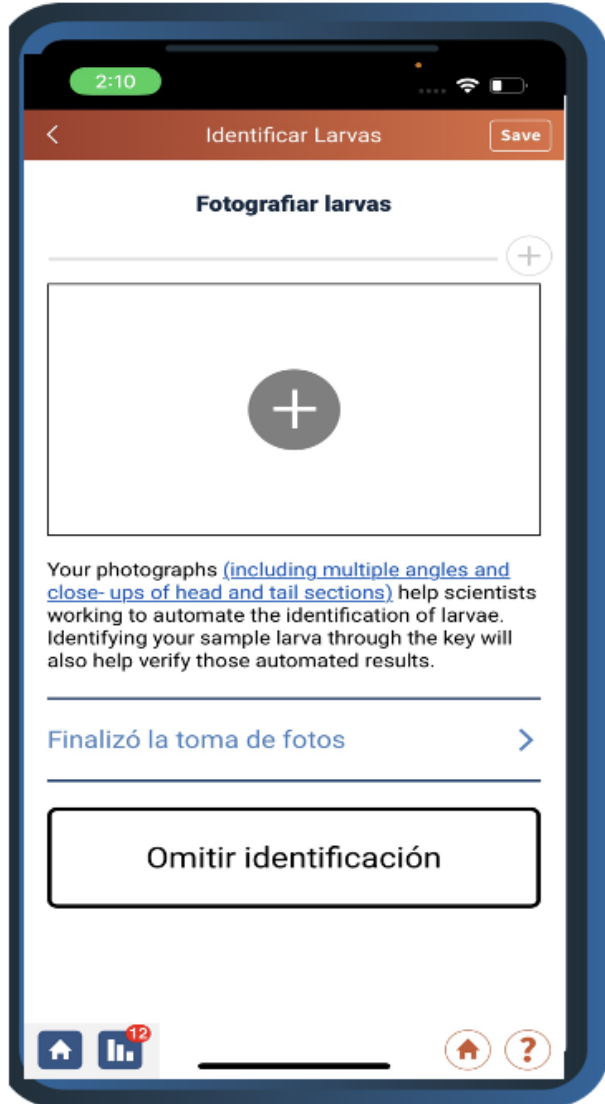 2:10
Identificar Larvas
Save
Fotografiar larvas
Your photographs (including multiple angles and
close- ups of head and tail sections) help scientists
working to automate the identification of larvae.
Identifying your sample larva through the key will
also help verify those automated results.
Finalizó la toma de fotos
Omitir identificación
12
?